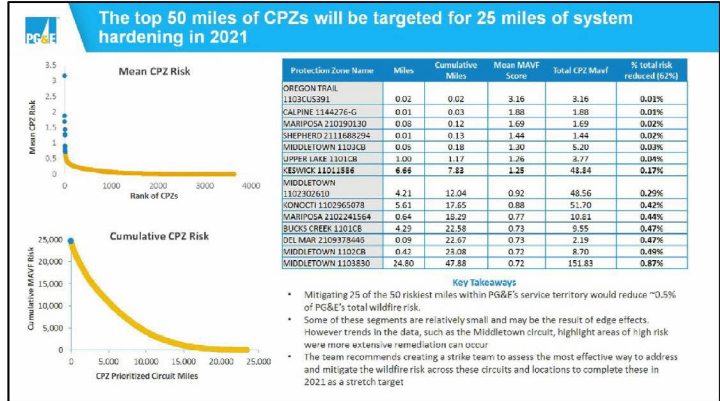 PG&E
The top 50 miles of CPZs will be targeted for 25 miles of system
hardening in 2021
Mean CPZ Risk
Mean CPZ Risk
3.5
3
2.5
2
1.5
1
0.5
0
0 1000 2000 3000 4000
Rank of CPZs
Cumulative CPZ Risk
Cumulative MAVF Risk
25,000
20,000
15,000
10,000
5,000
0
0 5,000 10,000 15,000 20,000 25,000
CPZ Prioritized Circuit Miles
Protection Zone Name Miles Cumulative Miles Mean MAVF Score Total CPZ Mavf % total risk reduced (62%)
OREGON TRAIL
1103CUS391 0.02 0.02 3.16 3.16 0.01%
CALPINE 1144276-G 0.01 0.03 1.88 1.88 0.01%
MARIPOSA 210190130 0.08 0.12 1.69 1.69 0.02%
SHEPHERD 2111688294 0.01 0.13 1.44 1.44 0.02%
MIDDLETOWN 1103CB 0.05 0.18 1.30 5.20 0.03%
UPPER LAKE 1101CB 1.00 1.17 1.26 3.77 0.04%
KESWICK 11011586 6.66 7.83 1.25 48.84 0.17%
MIDDLETOWN
1102302610 4.21 12.04 0.92 48.56 0.29%
KONOCTI 1102965078 5.61 17.65 0.88 51.70 0.42%
MARIPOSA 2102241564 0.64 18.29 0.77 10.81 0.44%
BUCKS CREEK 1101CB 4.29 22.58 0.73 9.55 0.47%
DEL MAR 2109378446 0.09 22.67 0.73 2.19 0.47%
MIDDLETOWN 1102CB 0.42 23.08 0.72 8.70 0.49%
MIDDLETOWN 1103830 24.80 47.88 0.72 151.83 0.87%
Key Takeaways
• Mitigating 25 of the 50 riskiest miles within PG&E's service territory would reduce ~0.5%
of PG&E's total wildfire risk.
• Some of these segments are relatively small and may be the result of edge effects.
However trends in the data, such as the Middletown circuit, highlight areas of high risk
were more extensive remediation can occur
• The team recommends creating a strike team to assess the most effective way to address
and mitigate the wildfire risk across these circuits and locations to complete these in
2021 as a stretch target